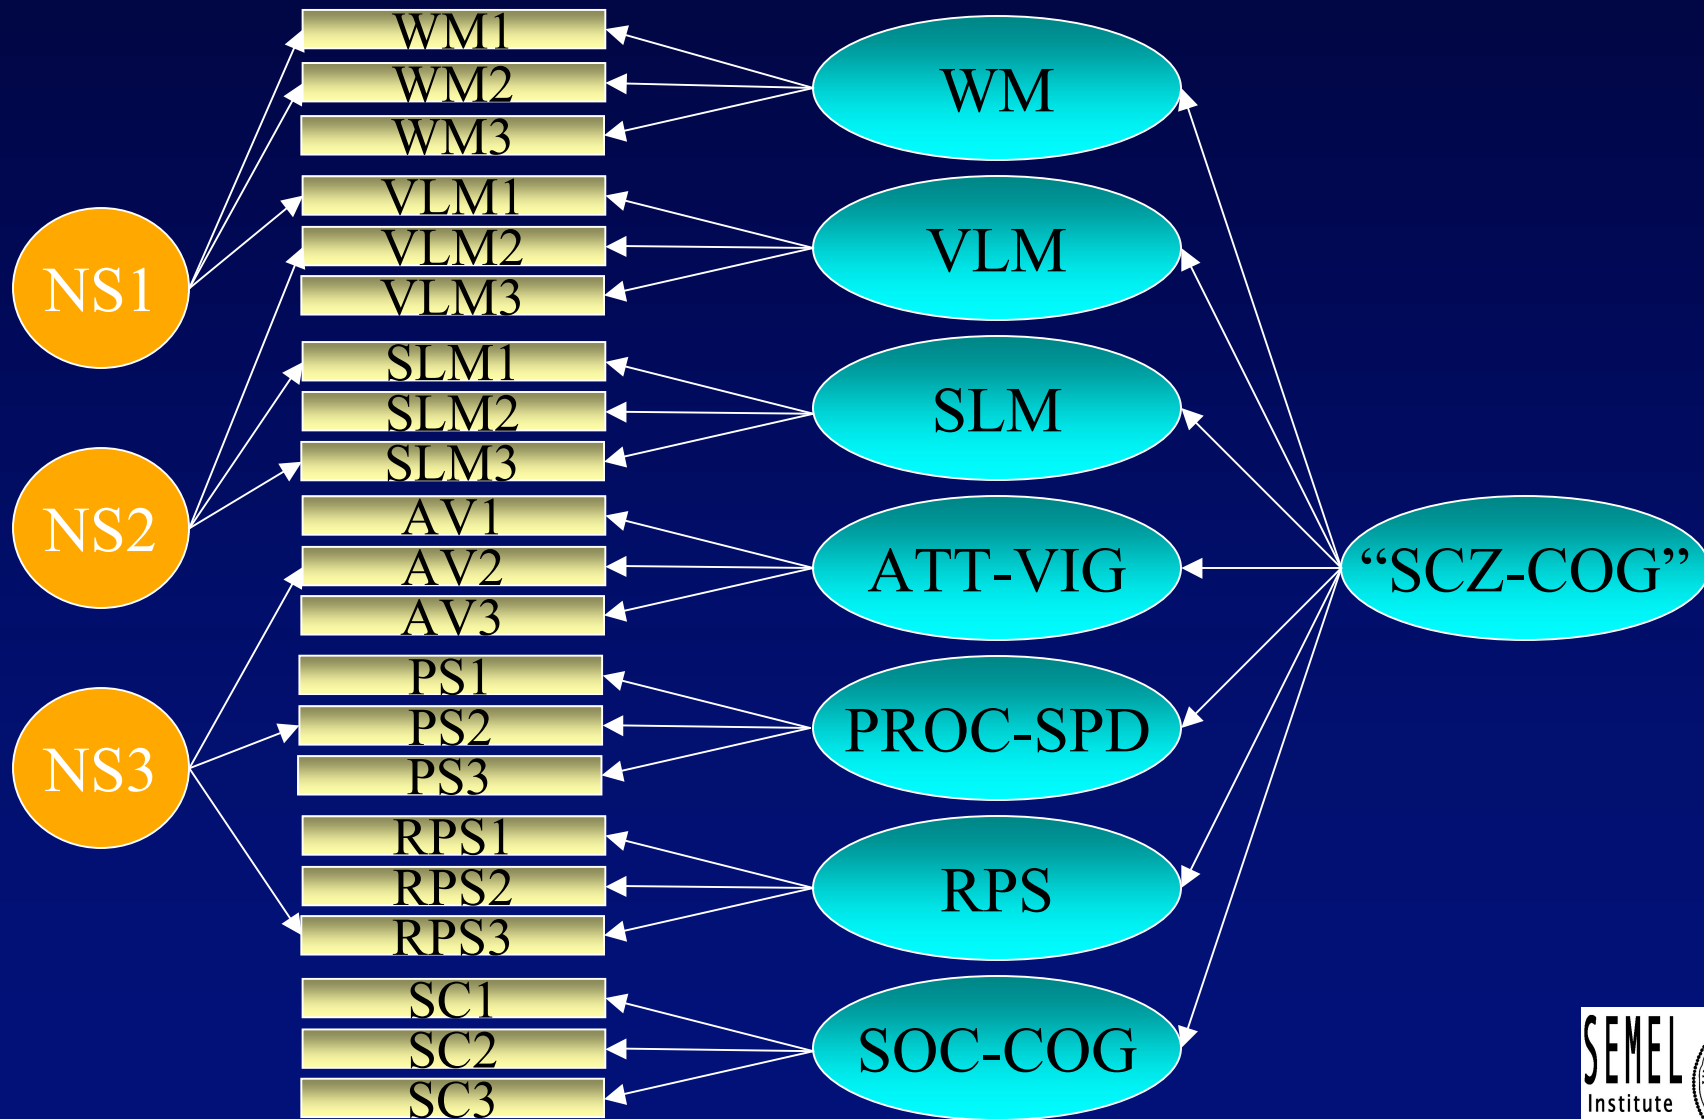 WM1
WM2
WM3
VLM1
VLM2
VLM3
SLM1
SLM2
SLM3
AV1
AV2
AV3
PS1
PS2
PS3
RPS1
RPS2
RPS3
SC1
SC2
SC3
NS1
NS2
NS3
WM
VLM
SLM
ATT-VIG
PROC-SPD
RPS
SOC-COG
“SCZ-COG”
SEMEL
Institute